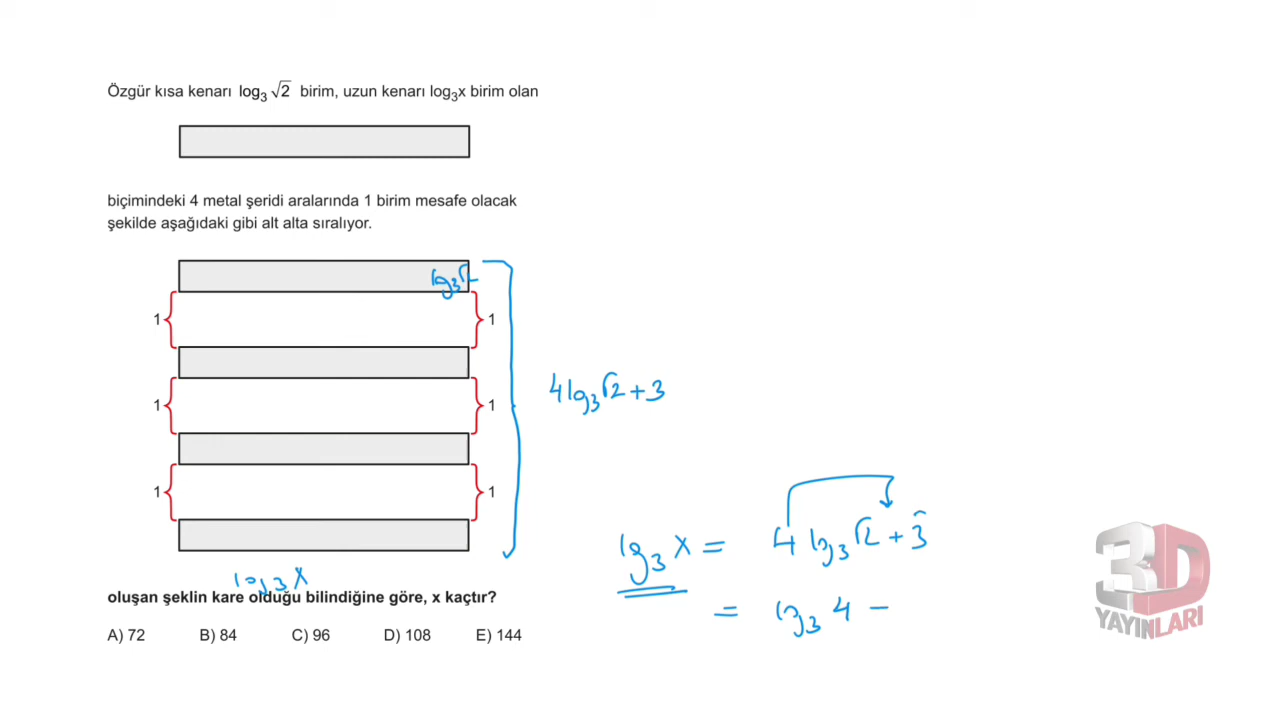 Özgür kısa kenarı log₃√2 birim, uzun kenarı log₃x birim olan
biçimindeki 4 metal şeridi aralarında 1 birim mesafe olacak
şekilde aşağıdaki gibi alt alta sıralıyor.
log₃√2
1 1
4log₃√2+3
1 1
1 1
log₃x = 4 log₃√2 + 3
log₃x
oluşan şeklin kare olduğu bilindiğine göre, x kaçtır?
= log₃4 –
A) 72 B) 84 C) 96 D) 108 E) 144
3D
YAYINLARI